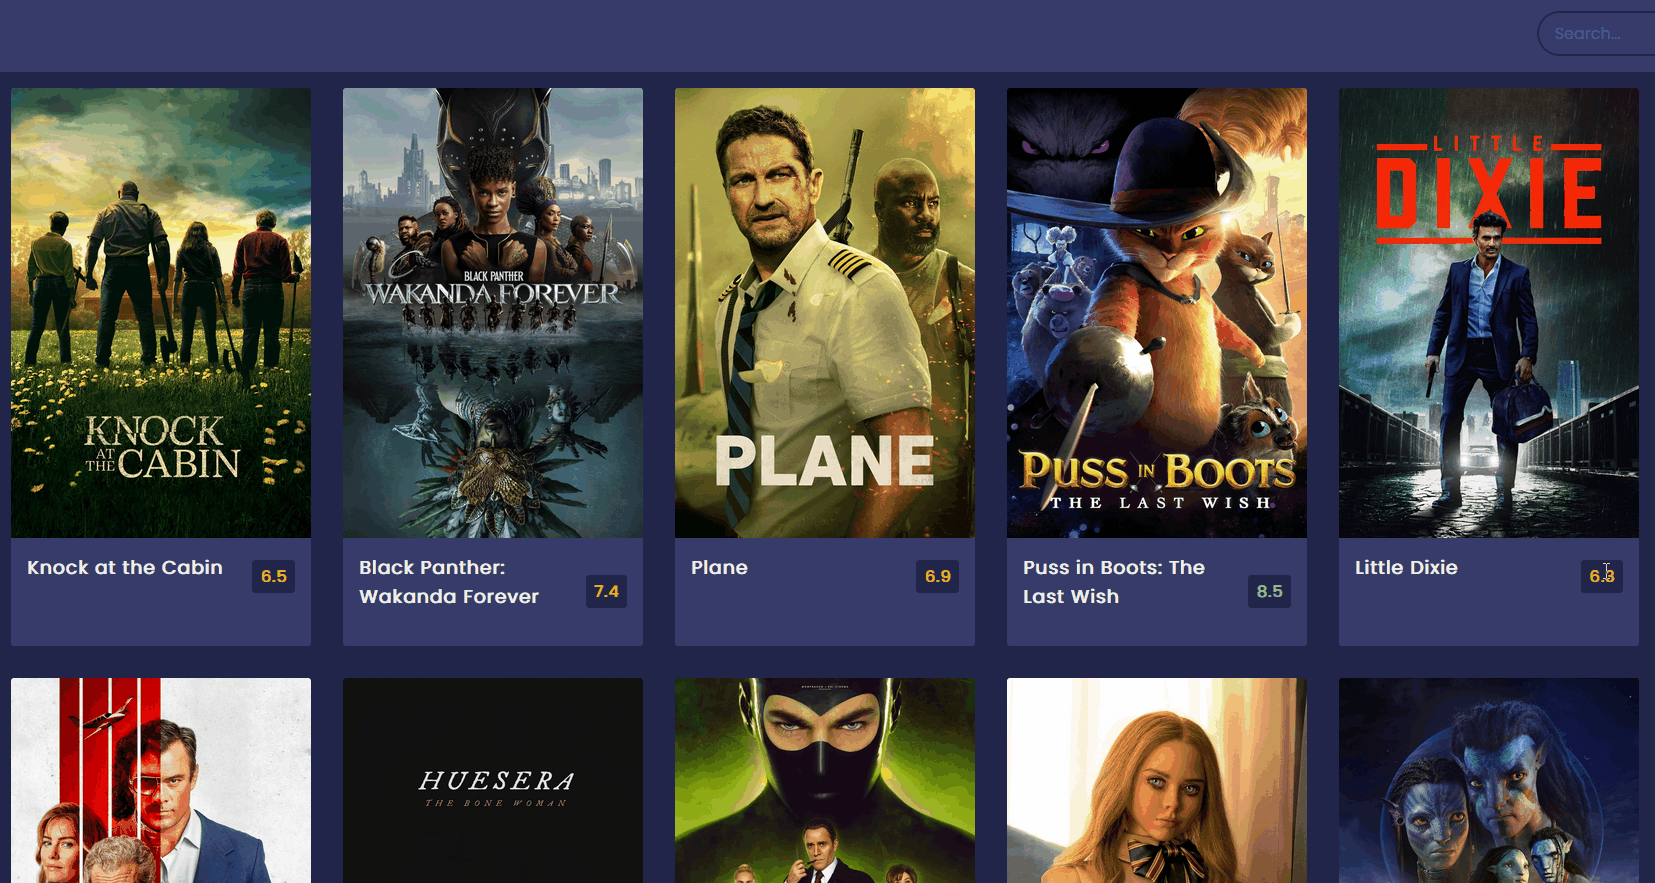 Search...
KNOCK
AT
THE CABIN
BLACK PANTHER
WAKANDA FOREVER
PLANE
PUSS IN BOOTS
THE LAST WISH
LITTLE
DIXIE
Knock at the Cabin
6.5
Black Panther:
Wakanda Forever
7.4
Plane
6.9
Puss in Boots: The
Last Wish
8.5
Little Dixie
HUESERA
THE BONE WOMAN